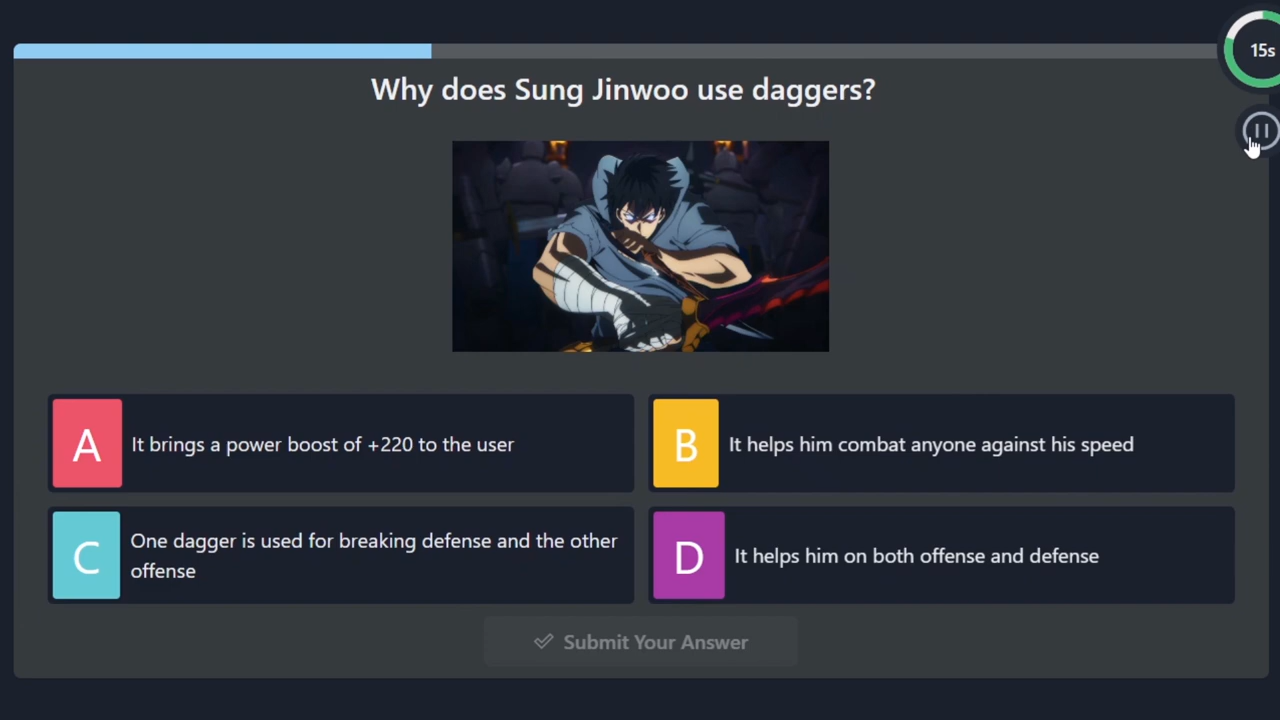 15s
Why does Sung Jinwoo use daggers?
A
It brings a power boost of +220 to the user
B
It helps him combat anyone against his speed
C
One dagger is used for breaking defense and the other
offense
D
It helps him on both offense and defense
Submit Your Answer